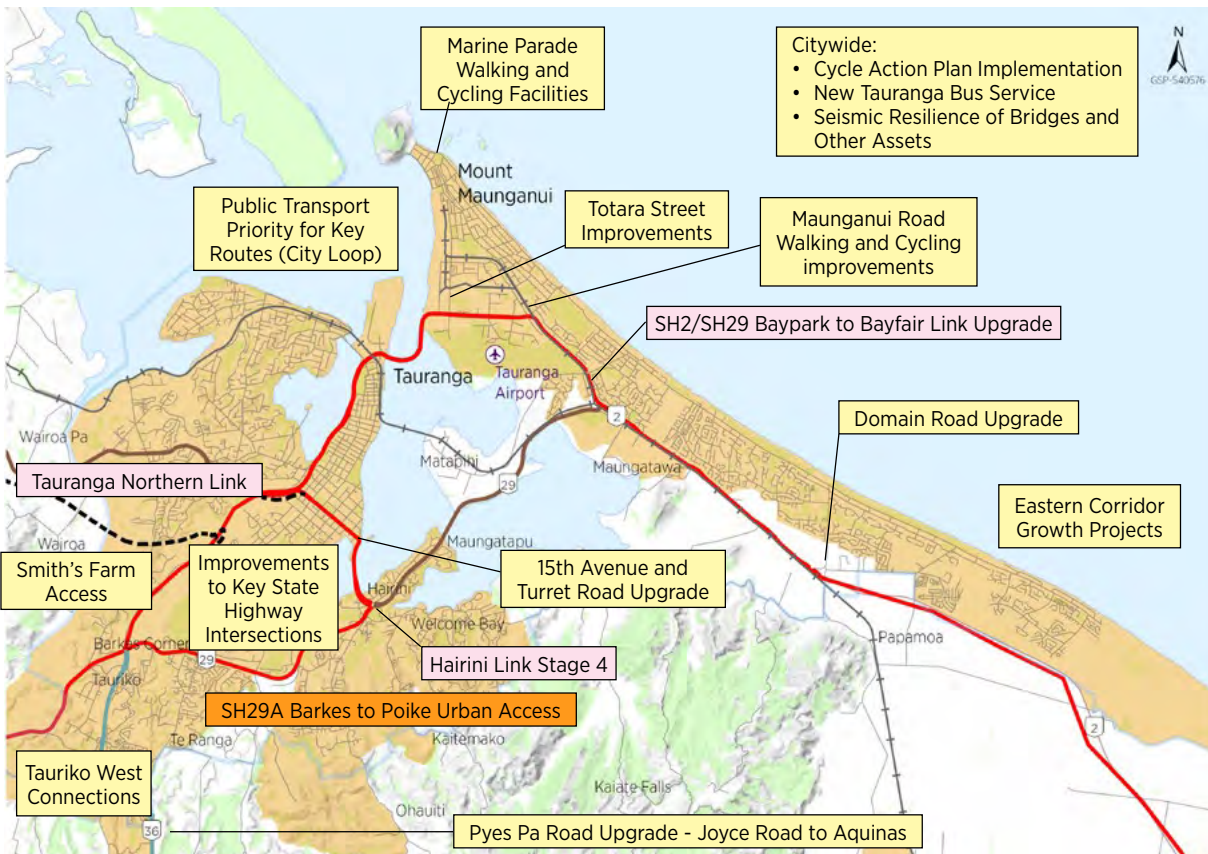 Marine Parade
Walking and
Cycling Facilities
Citywide:
• Cycle Action Plan Implementation
• New Tauranga Bus Service
• Seismic Resilience of Bridges and
Other Assets
N
GSP-S40576
Mount
Maunganui
Public Transport
Priority for Key
Routes (City Loop)
Totara Street
Improvements
Maunganui Road
Walking and Cycling
improvements
SH2/SH29 Baypark to Bayfair Link Upgrade
Tauranga
Tauranga
Airport
2
Domain Road Upgrade
Wairoa Pa
Matapihi
Maungatawa
Tauranga Northern Link
29
Eastern Corridor
Growth Projects
Wairoa
Maungatapu
Smith's Farm
Access
Improvements
to Key State
Highway
Intersections
15th Avenue and
Turret Road Upgrade
Hairini
Welcome Bay
Barkes Corner
29
Papamoa
Tauriko
Hairini Link Stage 4
SH29A Barkes to Poike Urban Access
2
Te Ranga
Kaitemako
Tauriko West
Connections
Kaiate Falls
Ohauiti
36
Pyes Pa Road Upgrade - Joyce Road to Aquinas